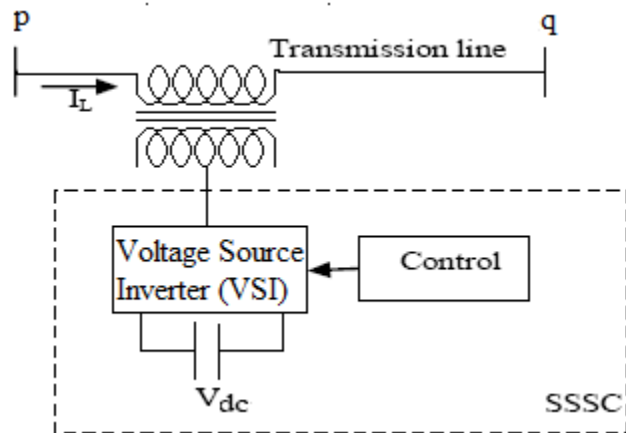 p
q
Transmission line
I_L
Voltage Source
Inverter (VSI)
Control
V_dc
SSSC